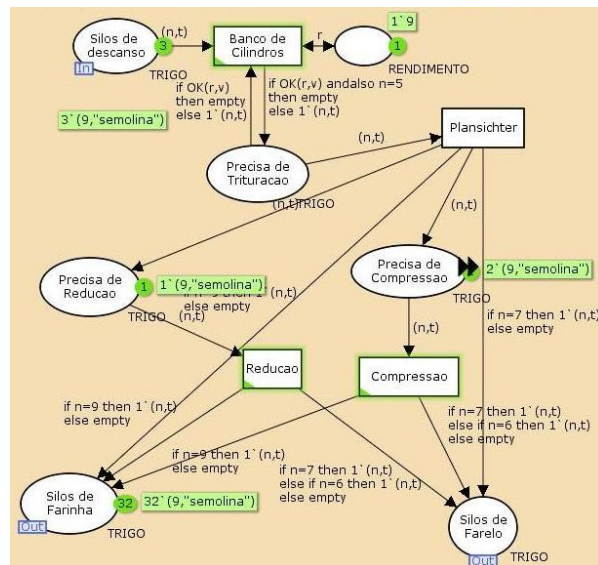 Silos de
descanso
3
In
TRIGO
3`(9,"semolina")
(n,t)
Banco de
Cilindros
r
1`9
1
RENDIMENTO
if OK(r,v)
then empty
else 1`(n,t)
if OK(r,v) andalso n=5
then empty
else 1`(n,t)
Precisa de
Trituracao
TRIGO
(n,t)
Plansichter
(n,t)
(n,t)
Precisa de
Reducao
1
1`(9,"semolina")
TRIGO
(n,t)
else empty
Precisa de
Compressao
2`(9,"semolina")
TRIGO
(n,t)
if n=7 then 1`(n,t)
else empty
Reducao
Compressao
if n=9 then 1`(n,t)
else empty
if n=9 then 1`(n,t)
else empty
if n=7 then 1`(n,t)
else if n=6 then 1`(n,t)
else empty
if n=7 then 1`(n,t)
else if n=6 then 1`(n,t)
else empty
Silos de
Farinha
32
32`(9,"semolina")
Out
TRIGO
Silos de
Farelo
Out
TRIGO